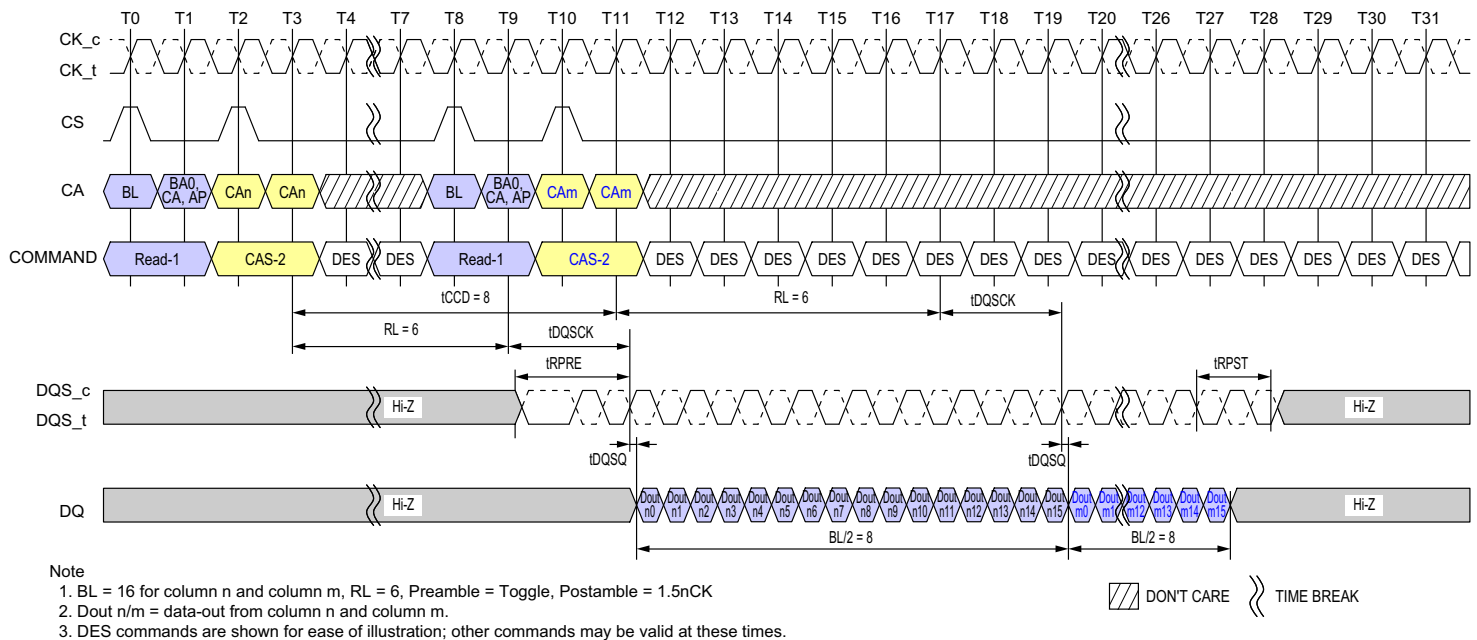 T0 T1 T2 T3 T4 T7 T8 T9 T10 T11 T12 T13 T14 T15 T16 T17 T18 T19 T20 T26 T27 T28 T29 T30 T31
CK_c
CK_t
CS
CA BL BA0, CA, AP CAn CAn BL BA0, CA, AP CAm CAm
COMMAND Read-1 CAS-2 DES DES Read-1 CAS-2 DES DES DES DES DES DES DES DES DES DES DES DES DES DES DES
tCCD = 8 RL = 6 tDQSCK
RL = 6 tDQSCK
tRPRE tRPST
DQS_c
DQS_t Hi-Z Hi-Z
tDQSQ tDQSQ
DQ Hi-Z Dout n0 Dout n1 Dout n2 Dout n3 Dout n4 Dout n5 Dout n6 Dout n7 Dout n8 Dout n9 Dout n10 Dout n11 Dout n12 Dout n13 Dout n14 Dout n15 Dout m0 Dout m1 Dout m12 Dout m13 Dout m14 Dout m15 Hi-Z
BL/2 = 8 BL/2 = 8
Note
1. BL = 16 for column n and column m, RL = 6, Preamble = Toggle, Postamble = 1.5nCK
2. Dout n/m = data-out from column n and column m.
3. DES commands are shown for ease of illustration; other commands may be valid at these times.
DON'T CARE TIME BREAK